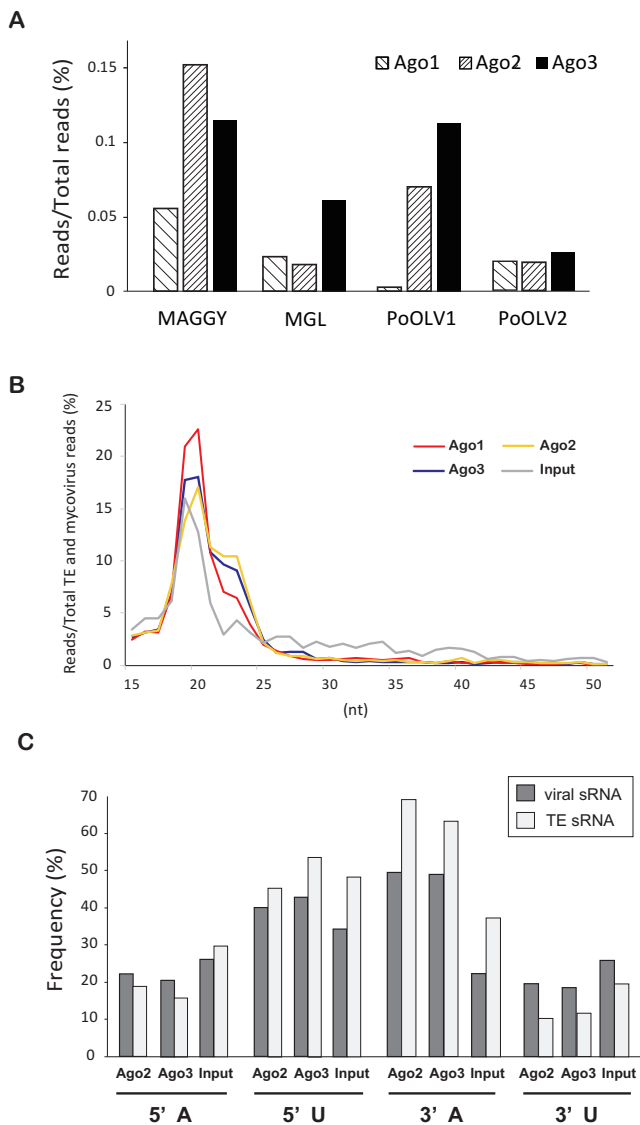 A
Reads/Total reads (%)
0.15
0.1
0.05
0
Ago1 Ago2 Ago3
MAGGY MGL PoOLV1 PoOLV2
B
Reads/Total TE and mycovirus reads (%)
25
20
15
10
5
0
Ago1 Ago2
Ago3 Input
15 20 25 30 35 40 45 50
(nt)
C
Frequency (%)
70
60
50
40
30
20
10
0
viral sRNA
TE sRNA
Ago2 Ago3 Input Ago2 Ago3 Input Ago2 Ago3 Input Ago2 Ago3 Input
5’ A 5’ U 3’ A 3’ U